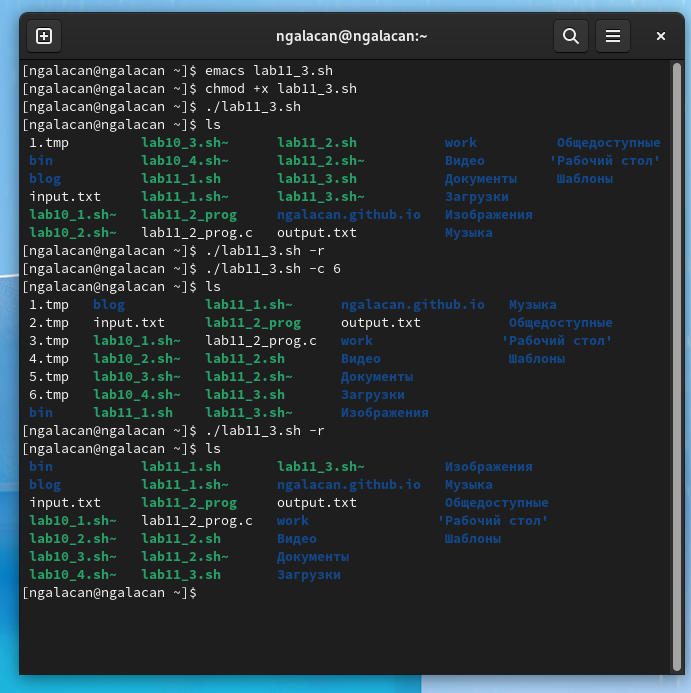 ngalacan@ngalacan:~
[ngalacan@ngalacan ~]$ emacs lab11_3.sh
[ngalacan@ngalacan ~]$ chmod +x lab11_3.sh
[ngalacan@ngalacan ~]$ ./lab11_3.sh
[ngalacan@ngalacan ~]$ ls
1.tmp lab10_3.sh~ lab11_2.sh work Общедоступные
bin lab10_4.sh~ lab11_2.sh~ Видео 'Рабочий стол'
blog lab11_1.sh lab11_3.sh Документы Шаблоны
input.txt lab11_1.sh~ lab11_3.sh~ Загрузки
lab10_1.sh~ lab11_2_prog ngalacan.github.io Изображения
lab10_2.sh~ lab11_2_prog.c output.txt Музыка
[ngalacan@ngalacan ~]$ ./lab11_3.sh -r
[ngalacan@ngalacan ~]$ ./lab11_3.sh -c 6
[ngalacan@ngalacan ~]$ ls
1.tmp blog lab11_1.sh~ ngalacan.github.io Музыка
2.tmp input.txt lab11_2_prog output.txt Общедоступные
3.tmp lab10_1.sh~ lab11_2_prog.c work 'Рабочий стол'
4.tmp lab10_2.sh~ lab11_2.sh Видео Шаблоны
5.tmp lab10_3.sh~ lab11_2.sh~ Документы
6.tmp lab10_4.sh~ lab11_3.sh Загрузки
bin lab11_1.sh lab11_3.sh~ Изображения
[ngalacan@ngalacan ~]$ ./lab11_3.sh -r
[ngalacan@ngalacan ~]$ ls
bin lab11_1.sh lab11_3.sh~ Изображения
blog lab11_1.sh~ ngalacan.github.io Музыка
input.txt lab11_2_prog output.txt Общедоступные
lab10_1.sh~ lab11_2_prog.c work 'Рабочий стол'
lab10_2.sh~ lab11_2.sh Видео Шаблоны
lab10_3.sh~ lab11_2.sh~ Документы
lab10_4.sh~ lab11_3.sh Загрузки
[ngalacan@ngalacan ~]$